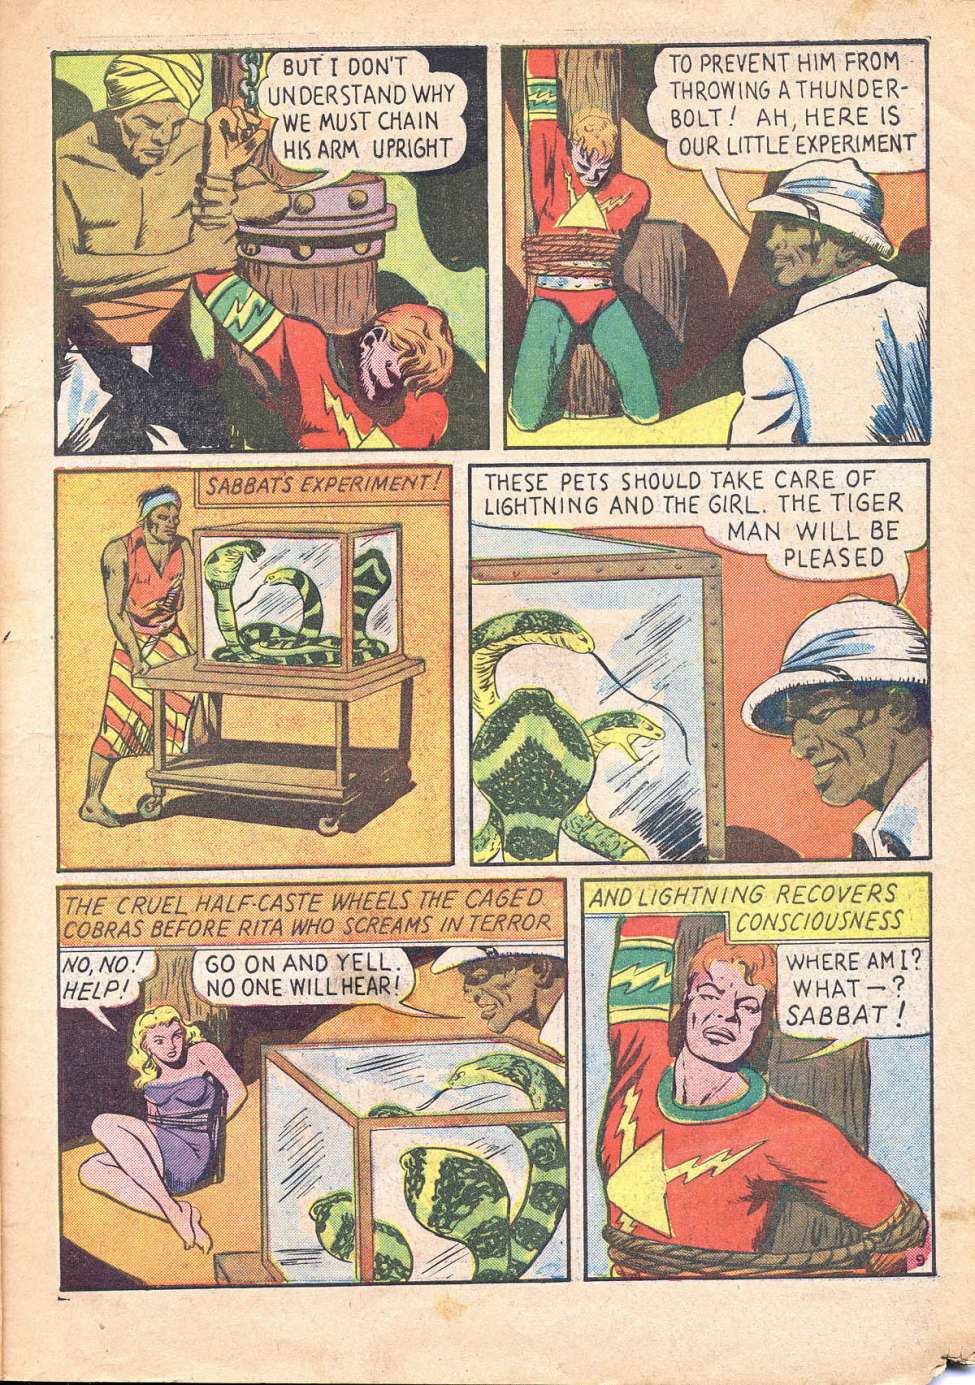 BUT I DON'T
UNDERSTAND WHY
WE MUST CHAIN
HIS ARM UPRIGHT
TO PREVENT HIM FROM
THROWING A THUNDER-
BOLT! AH, HERE IS
OUR LITTLE EXPERIMENT
SABBAT'S EXPERIMENT!
THESE PETS SHOULD TAKE CARE OF
LIGHTNING AND THE GIRL. THE TIGER
MAN WILL BE
PLEASED
THE CRUEL HALF-CASTE WHEELS THE CAGED
COBRAS BEFORE RITA WHO SCREAMS IN TERROR
NO, NO!
HELP!
GO ON AND YELL.
NO ONE WILL HEAR!
AND LIGHTNING RECOVERS
CONSCIOUSNESS
WHERE AM I?
WHAT —?
SABBAT!
9